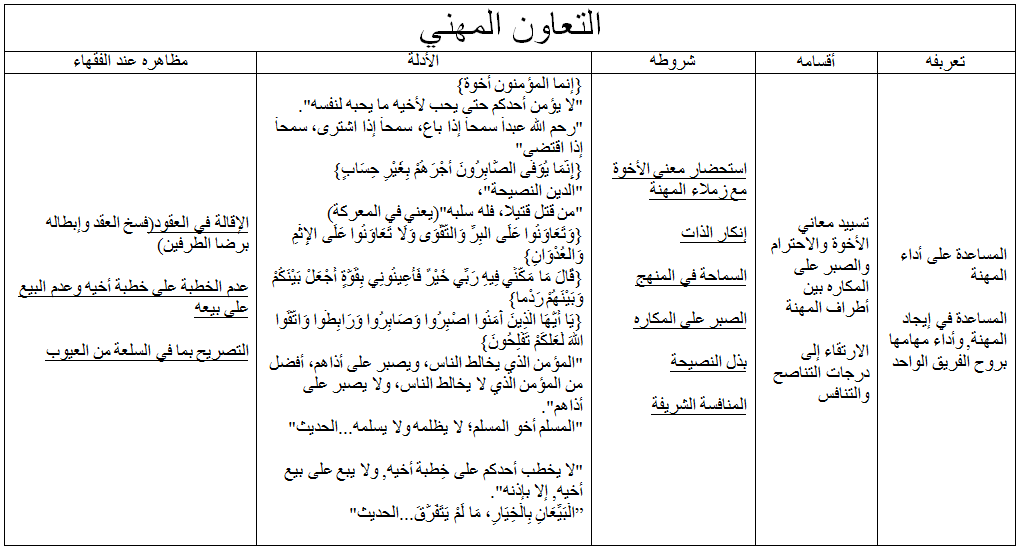 التعاون المهني
تعريفه
أقسامه
شروطه
الأدلة
مظاهره عند الفقهاء
المساعدة على أداء
المهنة
المساعدة في إيجاد
المهنة, وأداء مهامها
بروح الفريق الواحد
تسييد معاني
الأخوة والاحترام
والصبر على
المكاره بين
أطراف المهنة
الارتقاء إلى
درجات التناصح
والتنافس
استحضار معنى الأخوة
مع زملاء المهنة
إنكار الذات
السماحة في المنهج
الصبر على المكاره
بذل النصيحة
المنافسة الشريفة
{إنما المؤمنون أخوة}
"لا يؤمن أحدكم حتى يحب لأخيه ما يحبه لنفسه".
"رحم الله عبداً سمحاً إذا باع، سمحاً إذا اشترى، سمحاً
إذا اقتضى"
{إِنَّمَا يُوَفَّى الصَّابِرُونَ أَجْرَهُمْ بِغَيْرِ حِسَابٍ}
"الدين النصيحة"،
"من قتل قتيلا، فله سلبه"(يعني في المعركة)
{وَتَعَاوَنُوا عَلَى الْبِرِّ وَالتَّقْوَى وَلَا تَعَاوَنُوا عَلَى الْإِثْمِ
وَالْعُدْوَانِ}
{قَالَ مَا مَكَّنِّي فِيهِ رَبِّي خَيْرٌ فَأَعِينُونِي بِقُوَّةٍ أَجْعَلْ بَيْنَكُمْ
وَبَيْنَهُمْ رَدْمًا}
{يَا أَيُّهَا الَّذِينَ آَمَنُوا اصْبِرُوا وَصَابِرُوا وَرَابِطُوا وَاتَّقُوا
اللَّهَ لَعَلَّكُمْ تُفْلِحُونَ}
"المؤمن الذي يخالط الناس، ويصبر على أذاهم، أفضل
من المؤمن الذي لا يخالط الناس، ولا يصبر على
أذاهم".
"المسلم أخو المسلم؛ لا يظلمه ولا يسلمه...الحديث"
"لا يخطب أحدكم على خِطبة أخيه, ولا يبع على بيع
أخيه, إلا بإذنه".
"الْبَيِّعَانِ بِالْخِيَارِ، مَا لَمْ يَتَفَرَّقَ...الحديث"
الإقالة في العقود(فسخ العقد وإبطاله
برضا الطرفين)
عدم الخطبة على خطبة أخيه وعدم البيع
على بيعه
التصريح بما في السلعة من العيوب